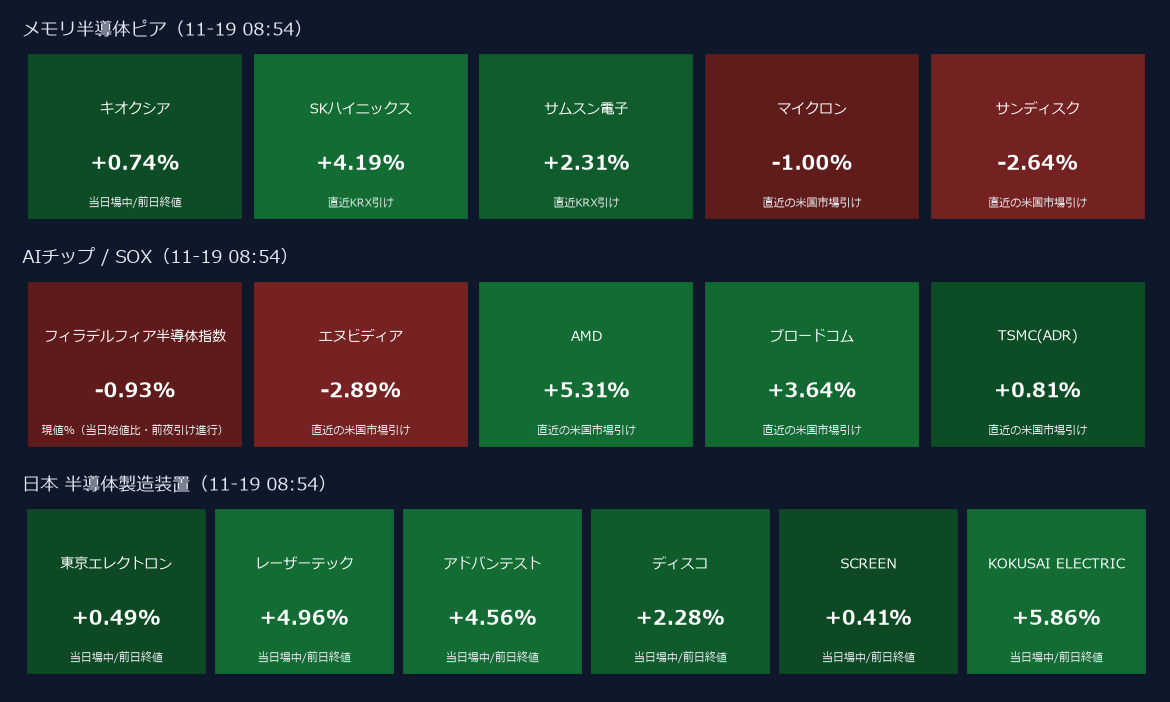 メモリ半導体ピア（11-19 08:54）
キオクシア
+0.74%
当日場中/前日終値
SKハイニックス
+4.19%
直近KRX引け
サムスン電子
+2.31%
直近KRX引け
マイクロン
-1.00%
直近の米国市場引け
サンディスク
-2.64%
直近の米国市場引け
AIチップ / SOX（11-19 08:54）
フィラデルフィア半導体指数
-0.93%
現値%（当日始値比・前夜引け進行）
エヌビディア
-2.89%
直近の米国市場引け
AMD
+5.31%
直近の米国市場引け
ブロードコム
+3.64%
直近の米国市場引け
TSMC(ADR)
+0.81%
直近の米国市場引け
日本 半導体製造装置（11-19 08:54）
東京エレクトロン
+0.49%
当日場中/前日終値
レーザーテック
+4.96%
当日場中/前日終値
アドバンテスト
+4.56%
当日場中/前日終値
ディスコ
+2.28%
当日場中/前日終値
SCREEN
+0.41%
当日場中/前日終値
KOKUSAI ELECTRIC
+5.86%
当日場中/前日終値